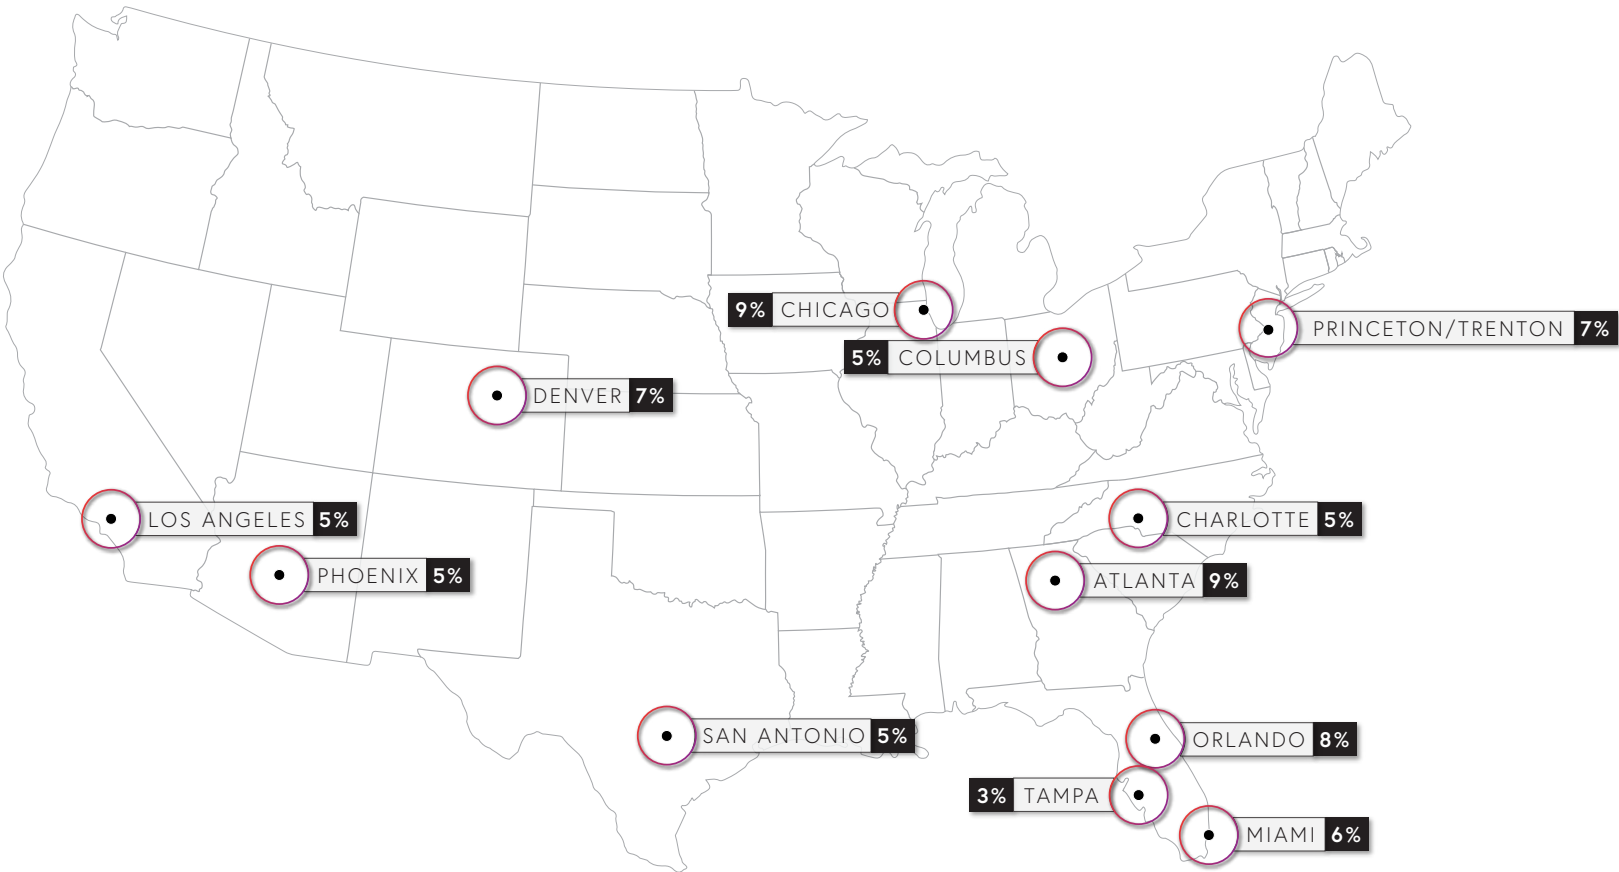 9% CHICAGO
PRINCETON/TRENTON 7%
5% COLUMBUS
DENVER 7%
LOS ANGELES 5%
CHARLOTTE 5%
PHOENIX 5%
ATLANTA 9%
SAN ANTONIO 5%
ORLANDO 8%
3% TAMPA
MIAMI 6%